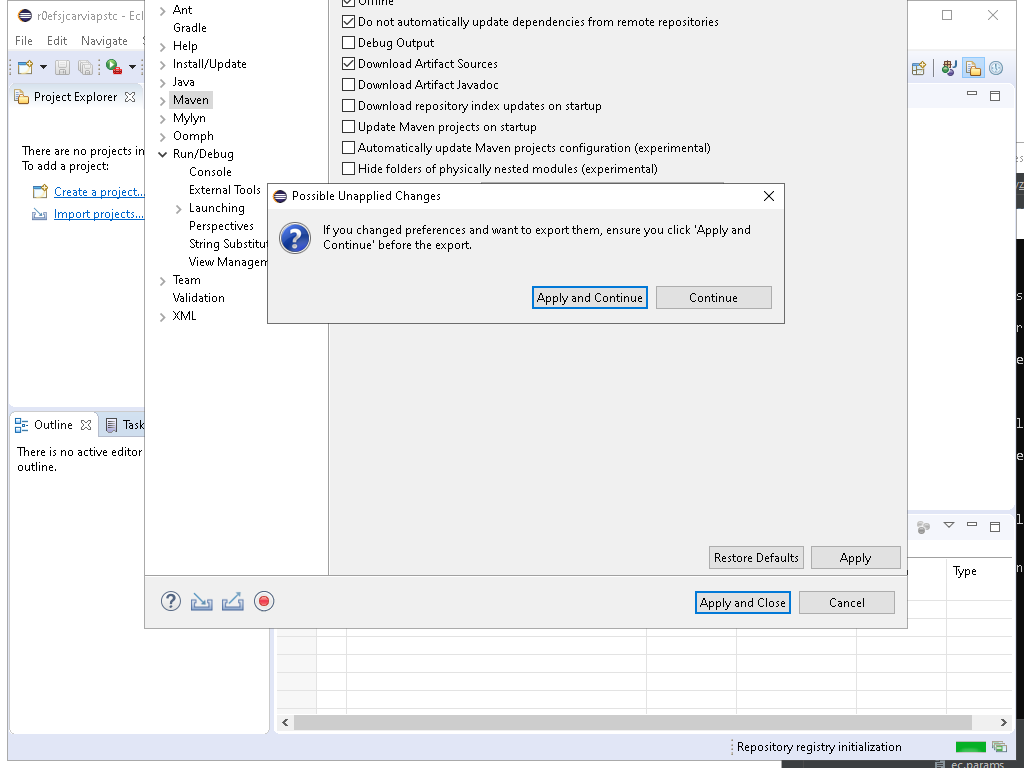 r0efsjcarviapstc - Ecl
File Edit Navigate
Project Explorer
There are no projects in
To add a project:
Create a project...
Import projects...
Outline
Task
There is no active editor
outline.
Ant
Gradle
Help
Install/Update
Java
Maven
Mylyn
Oomph
Run/Debug
Console
External Tools
Launching
Perspectives
String Substitut
View Managem
Team
Validation
XML
Offline
Do not automatically update dependencies from remote repositories
Debug Output
Download Artifact Sources
Download Artifact Javadoc
Download repository index updates on startup
Update Maven projects on startup
Automatically update Maven projects configuration (experimental)
Hide folders of physically nested modules (experimental)
Possible Unapplied Changes
If you changed preferences and want to export them, ensure you click 'Apply and
Continue' before the export.
Apply and Continue
Continue
Restore Defaults
Apply
Apply and Close
Cancel
Type
Repository registry initialization
ec.params